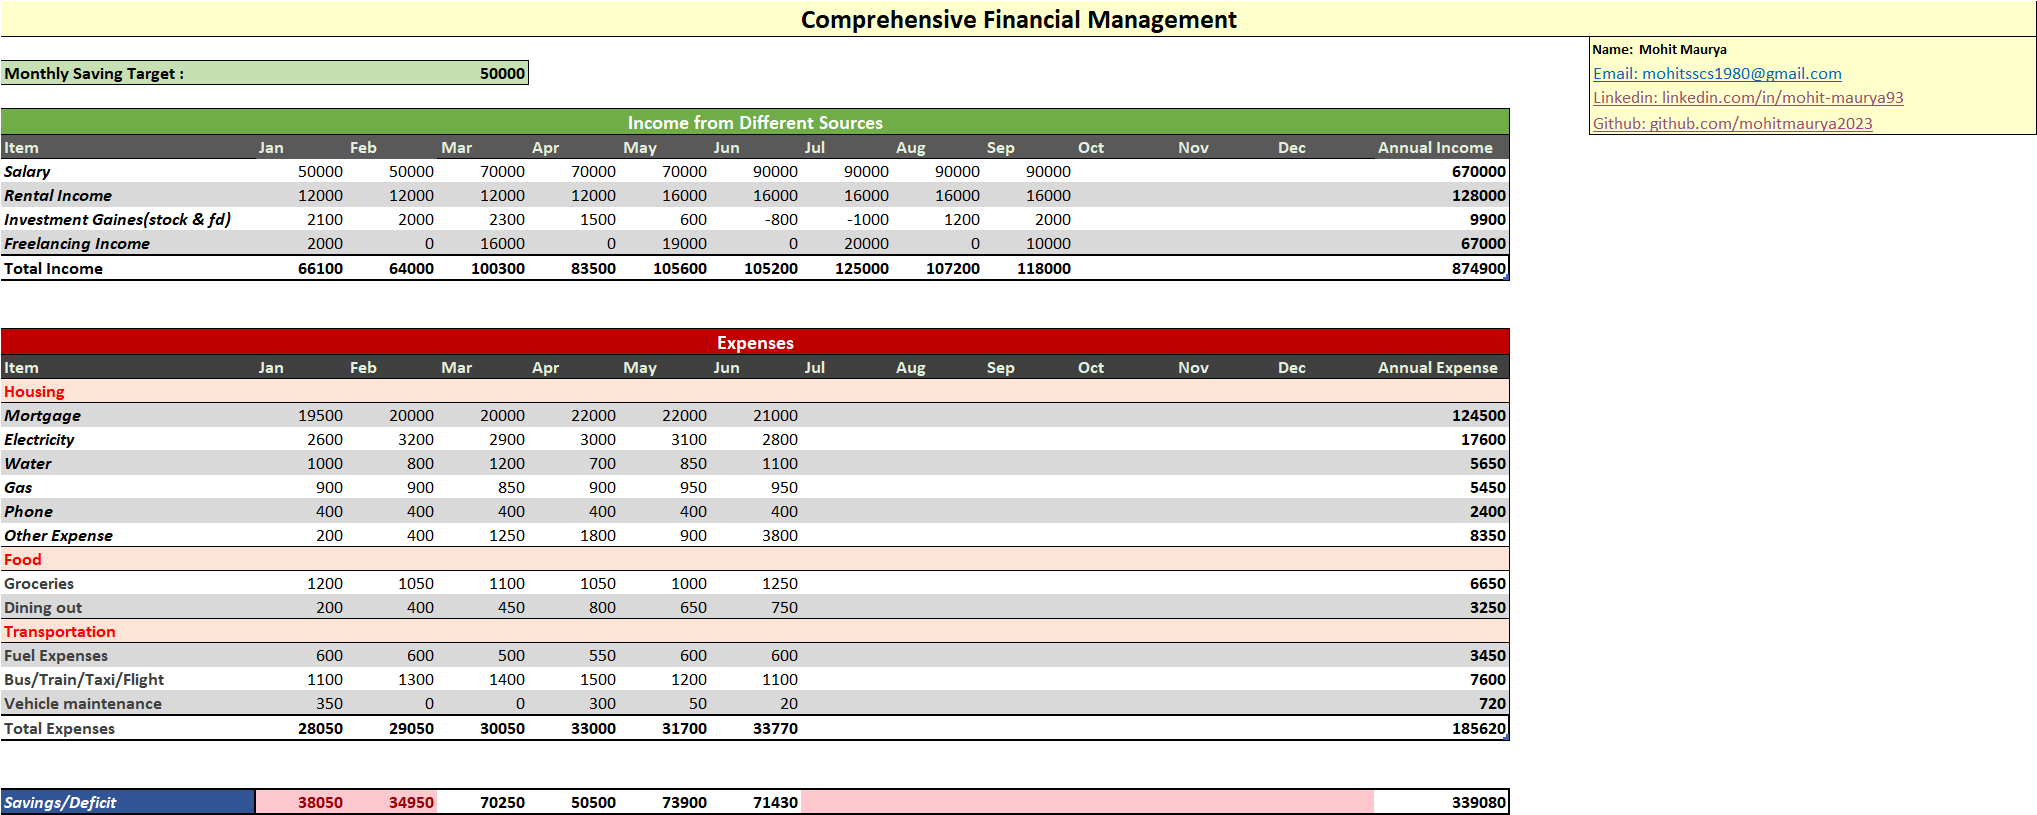 Comprehensive Financial Management
Name: Mohit Maurya
Monthly Saving Target : 50000
Email: mohitsscs1980@gmail.com
Linkedin: linkedin.com/in/mohit-maurya93
Github: github.com/mohitmaurya2023
Income from Different Sources
Item Jan Feb Mar Apr May Jun Jul Aug Sep Oct Nov Dec Annual Income
Salary 50000 50000 70000 70000 70000 90000 90000 90000 90000 670000
Rental Income 12000 12000 12000 12000 16000 16000 16000 16000 16000 128000
Investment Gaines(stock & fd) 2100 2000 2300 1500 600 -800 -1000 1200 2000 9900
Freelancing Income 2000 0 16000 0 19000 0 20000 0 10000 67000
Total Income 66100 64000 100300 83500 105600 105200 125000 107200 118000 874900
Expenses
Item Jan Feb Mar Apr May Jun Jul Aug Sep Oct Nov Dec Annual Expense
Housing
Mortgage 19500 20000 20000 22000 22000 21000 124500
Electricity 2600 3200 2900 3000 3100 2800 17600
Water 1000 800 1200 700 850 1100 5650
Gas 900 900 850 900 950 950 5450
Phone 400 400 400 400 400 400 2400
Other Expense 200 400 1250 1800 900 3800 8350
Food
Groceries 1200 1050 1100 1050 1000 1250 6650
Dining out 200 400 450 800 650 750 3250
Transportation
Fuel Expenses 600 600 500 550 600 600 3450
Bus/Train/Taxi/Flight 1100 1300 1400 1500 1200 1100 7600
Vehicle maintenance 350 0 0 300 50 20 720
Total Expenses 28050 29050 30050 33000 31700 33770 185620
Savings/Deficit 38050 34950 70250 50500 73900 71430 339080